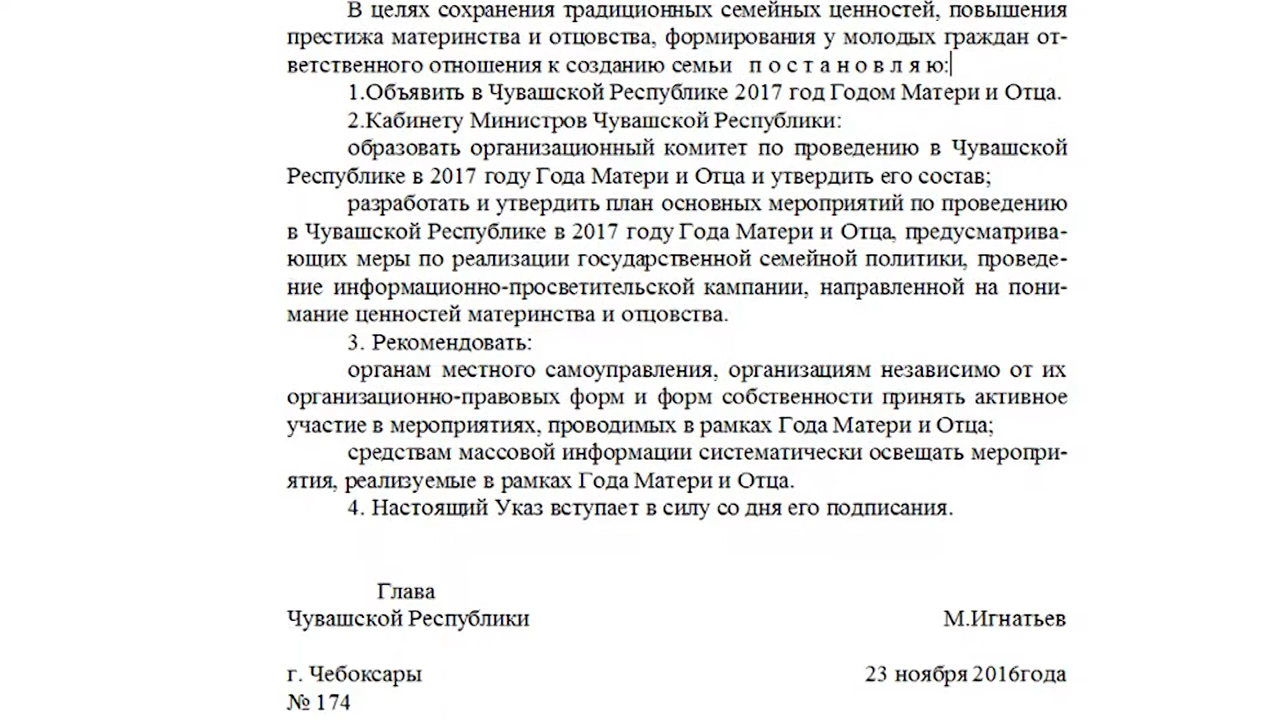 В целях сохранения традиционных семейных ценностей, повышения
престижа материнства и отцовства, формирования у молодых граждан от-
ветственного отношения к созданию семьи п о с т а н о в л я ю:
1.Объявить в Чувашской Республике 2017 год Годом Матери и Отца.
2.Кабинету Министров Чувашской Республики:
образовать организационный комитет по проведению в Чувашской
Республике в 2017 году Года Матери и Отца и утвердить его состав;
разработать и утвердить план основных мероприятий по проведению
в Чувашской Республике в 2017 году Года Матери и Отца, предусматрива-
ющих меры по реализации государственной семейной политики, проведе-
ние информационно-просветительской кампании, направленной на пони-
мание ценностей материнства и отцовства.
3. Рекомендовать:
органам местного самоуправления, организациям независимо от их
организационно-правовых форм и форм собственности принять активное
участие в мероприятиях, проводимых в рамках Года Матери и Отца;
средствам массовой информации систематически освещать меропри-
ятия, реализуемые в рамках Года Матери и Отца.
4. Настоящий Указ вступает в силу со дня его подписания.
Глава
Чувашской Республики М.Игнатьев
г. Чебоксары 23 ноября 2016года
№ 174